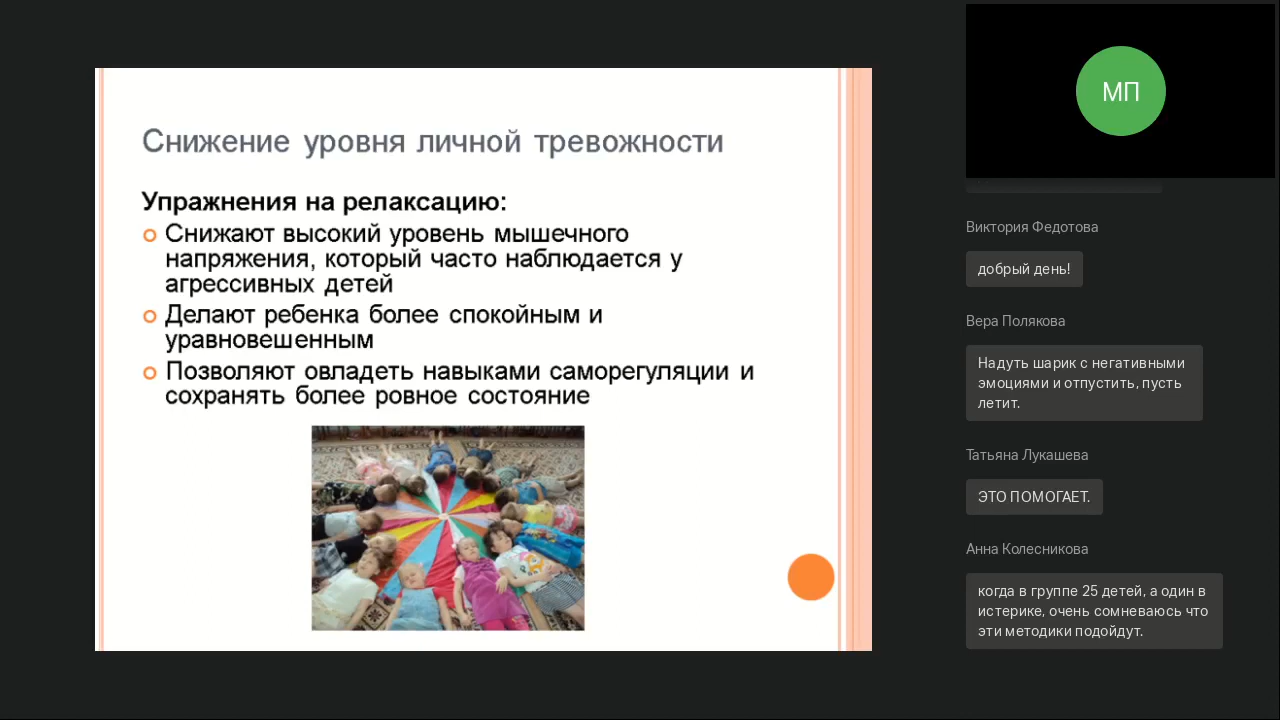 Снижение уровня личной тревожности
Упражнения на релаксацию:
Снижают высокий уровень мышечного
напряжения, который часто наблюдается у
агрессивных детей
Делают ребенка более спокойным и
уравновешенным
Позволяют овладеть навыками саморегуляции и
сохранять более ровное состояние
МП
Виктория Федотова
добрый день!
Вера Полякова
Надуть шарик с негативными
эмоциями и отпустить, пусть
летит.
Татьяна Лукашева
ЭТО ПОМОГАЕТ.
Анна Колесникова
когда в группе 25 детей, а один в
истерике, очень сомневаюсь что
эти методики подойдут.